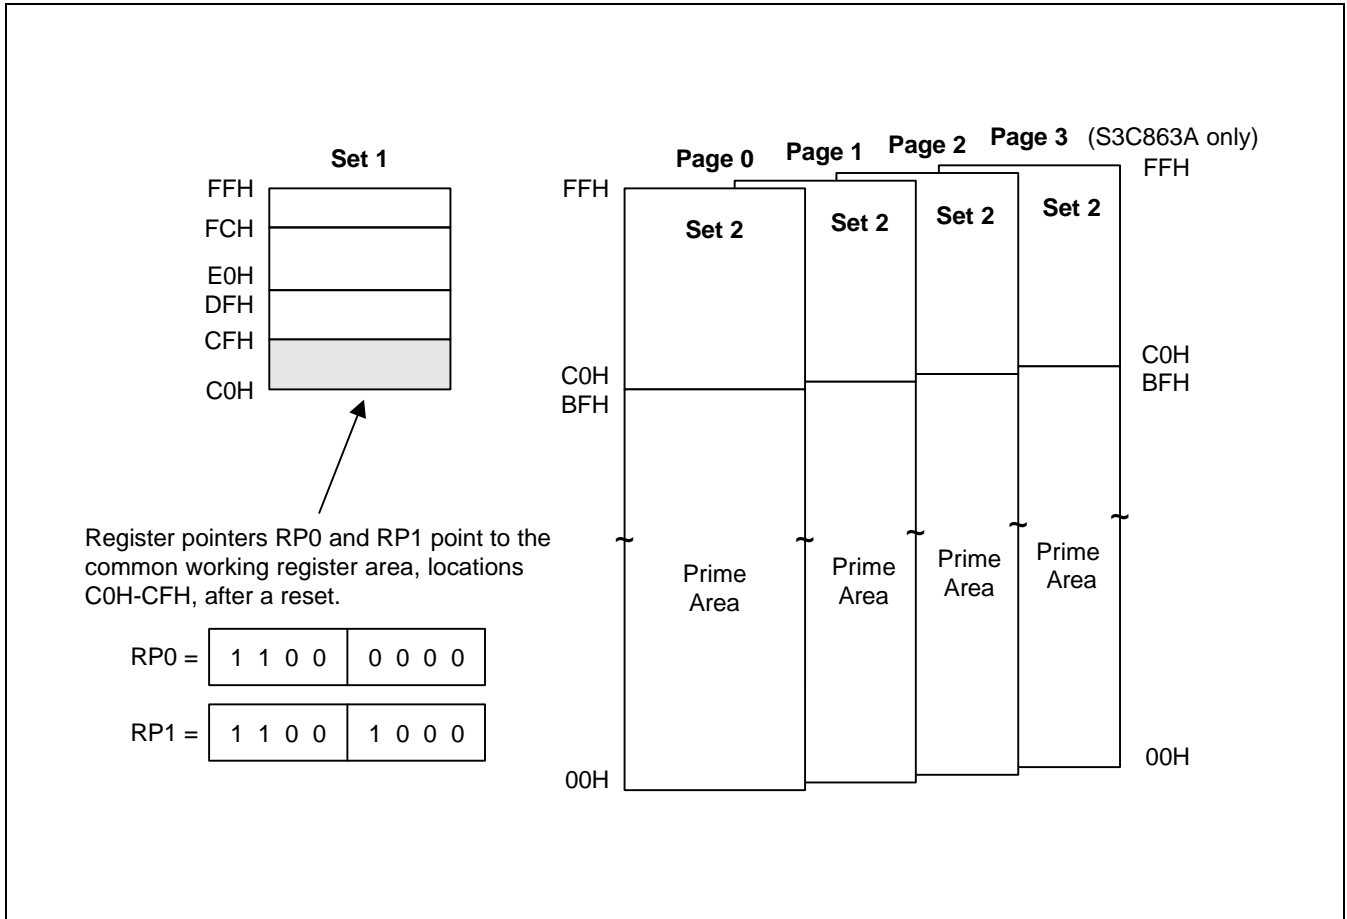 Set 1
FFH
FCH
E0H
DFH
CFH
C0H
Register pointers RP0 and RP1 point to the
common working register area, locations
C0H-CFH, after a reset.
RP0 = 1 1 0 0 0 0 0 0
RP1 = 1 1 0 0 1 0 0 0
Page 0 Page 1 Page 2 Page 3 (S3C863A only)
FFH FFH
Set 2 Set 2 Set 2 Set 2
C0H C0H
BFH BFH
~ ~ ~ ~ ~
Prime Prime Prime Prime
Area Area Area Area
00H 00H